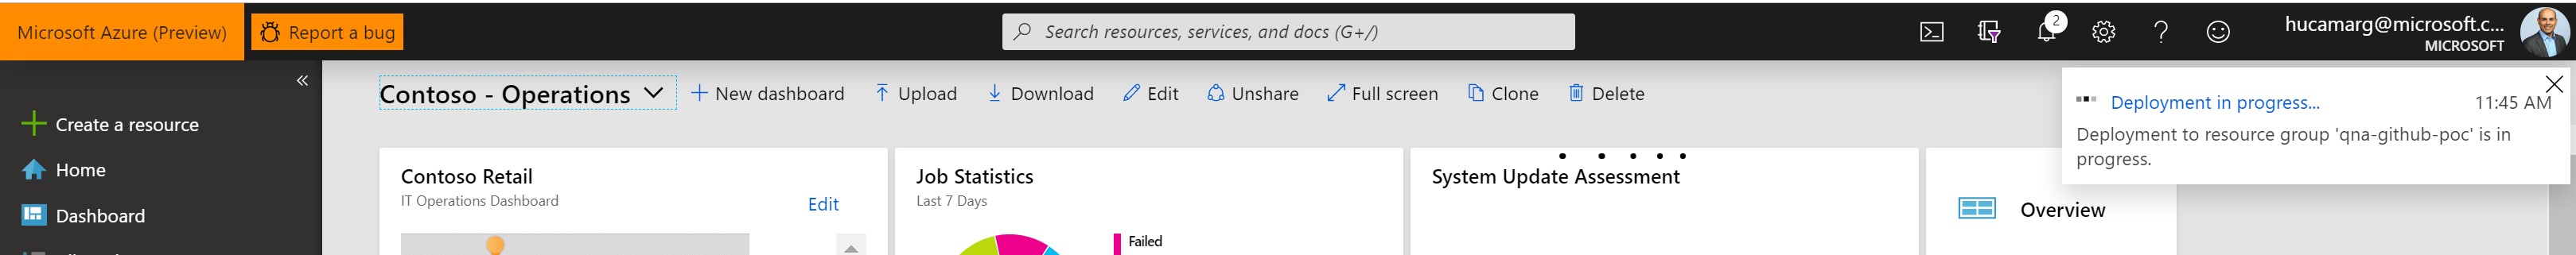 Microsoft Azure (Preview)
Report a bug
Search resources, services, and docs (G+/)
2
hucamarg@microsoft.c...
MICROSOFT
«
Create a resource
Home
Dashboard
Contoso - Operations
New dashboard
Upload
Download
Edit
Unshare
Full screen
Clone
Delete
Deployment in progress...
11:45 AM
Deployment to resource group 'qna-github-poc' is in
progress.
Contoso Retail
IT Operations Dashboard
Edit
Job Statistics
Last 7 Days
Failed
System Update Assessment
Overview